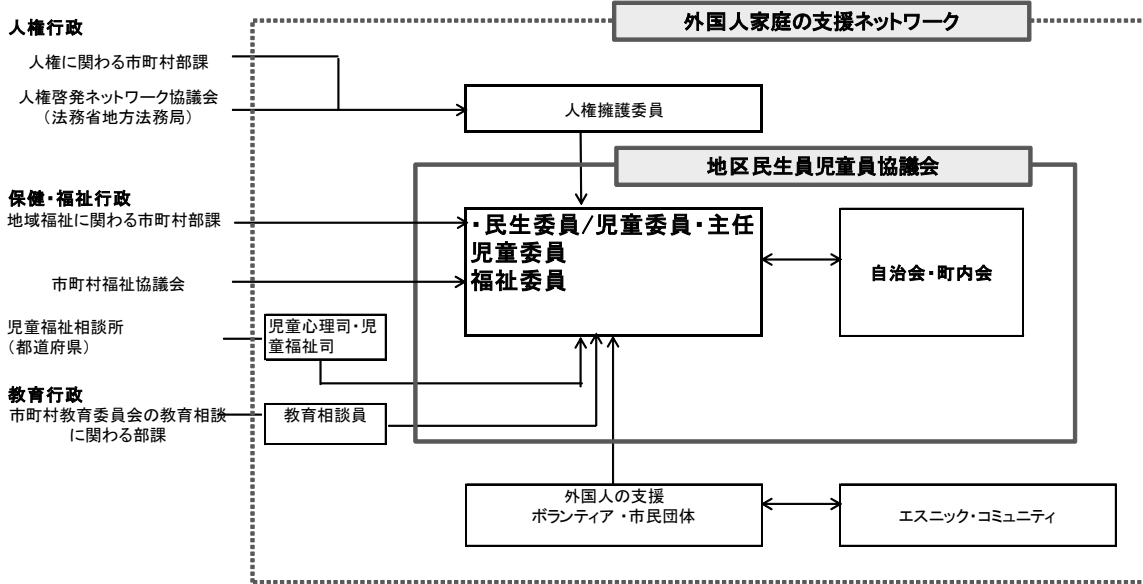 外国人家庭の支援ネットワーク
人権行政
人権に関わる市町村部課
人権啓発ネットワーク協議会
（法務省地方法務局）
人権擁護委員
地区民生員児童員協議会
保健・福祉行政
地域福祉に関わる市町村部課
・民生委員/児童委員・主任
児童委員
福祉委員
自治会・町内会
市町村福祉協議会
児童福祉相談所
（都道府県）
児童心理司・児
童福祉司
教育行政
市町村教育委員会の教育相談
に関わる部課
教育相談員
外国人の支援
ボランティア ・市民団体
エスニック・コミュニティ